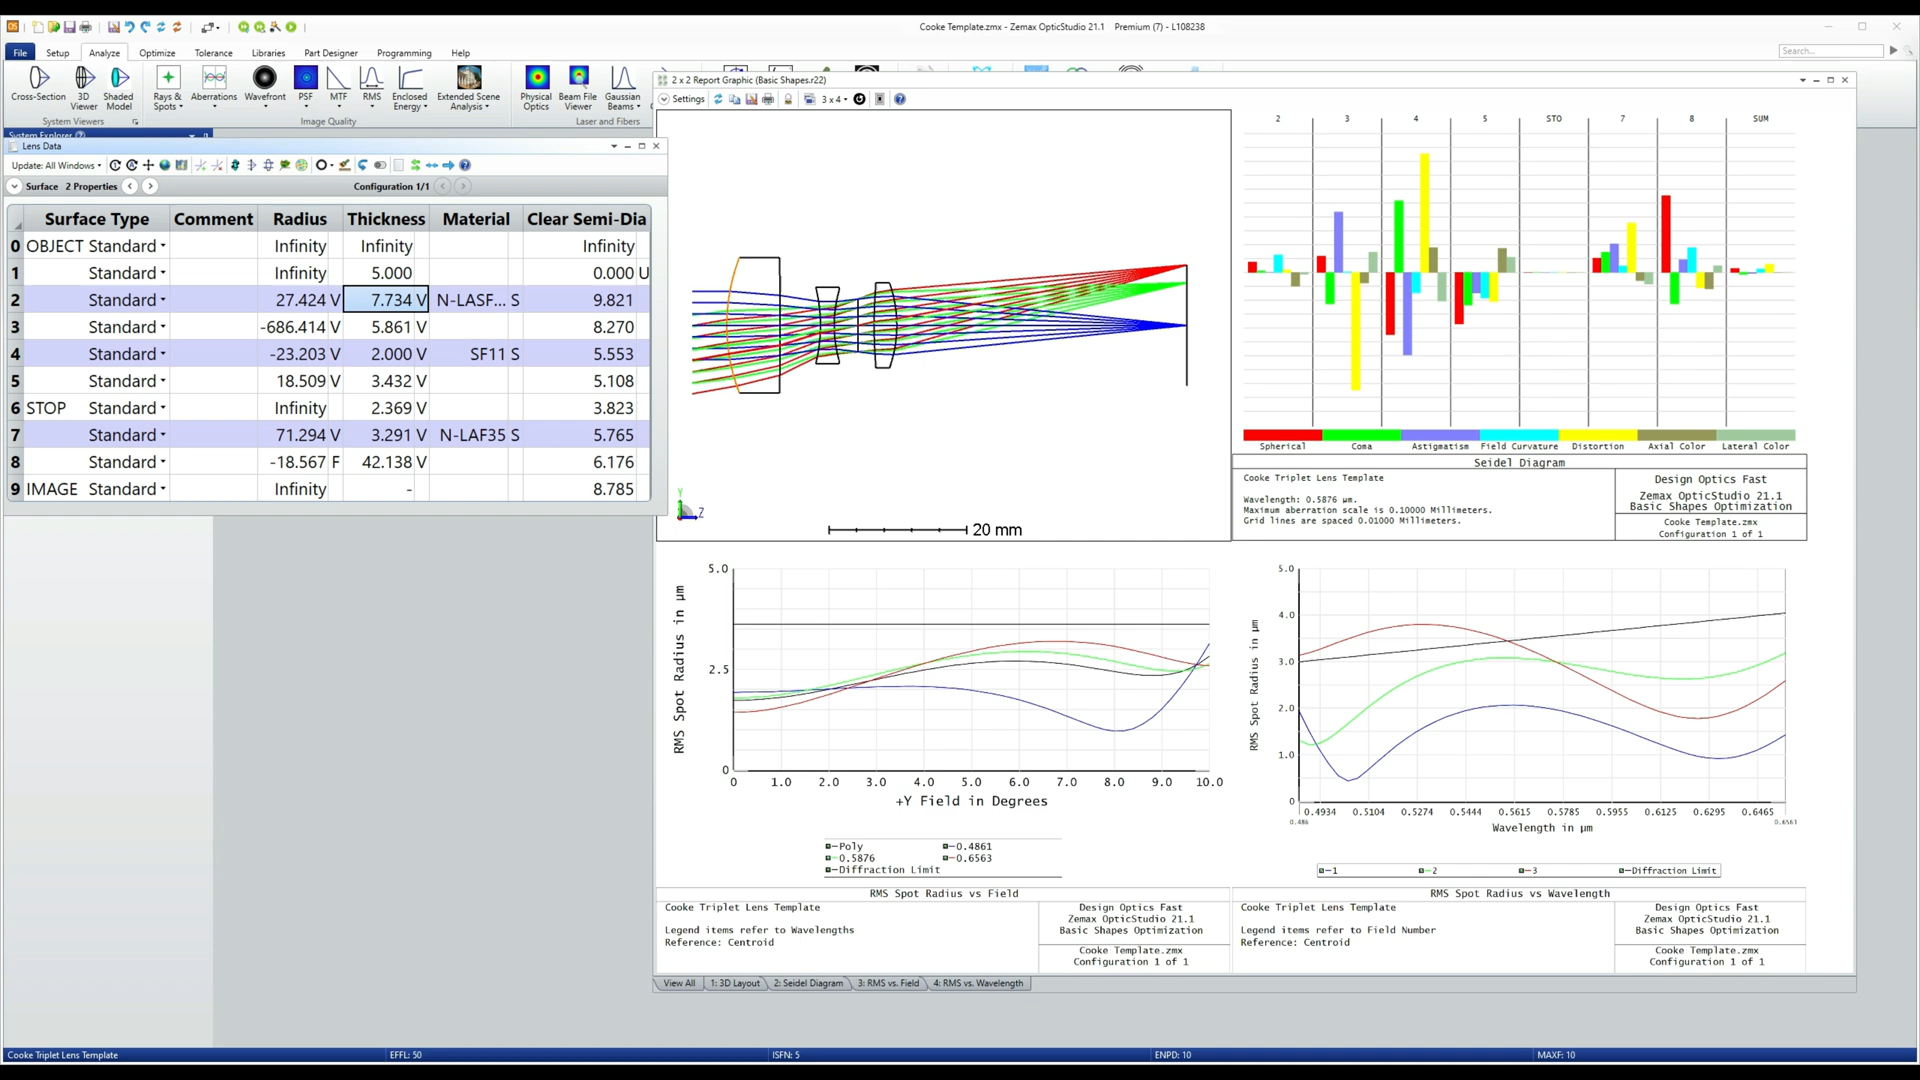 Cooke Template.zmx - Zemax OpticStudio 21.1   Premium (7) - L108238
File Setup Analyze Optimize Tolerance Libraries Part Designer Programming Help
Search...
Cross-Section
3D Viewer
Shaded Model
Rays & Spots
Aberrations
Wavefront
PSF
MTF
RMS
Enclosed Energy
Extended Scene Analysis
Physical Optics
Beam File Viewer
Gaussian Beams
System Viewers
Image Quality
Laser and Fibers
System Explorer
Lens Data
Update: All Windows
Surface 2 Properties
Configuration 1/1
Surface Type Comment Radius Thickness Material Clear Semi-Dia
0 OBJECT Standard Infinity Infinity Infinity
1 Standard Infinity 5.000 0.000 U
2 Standard 27.424 V 7.734 V N-LASF... S 9.821
3 Standard -686.414 V 5.861 V 8.270
4 Standard -23.203 V 2.000 V SF11 S 5.553
5 Standard 18.509 V 3.432 V 5.108
6 STOP Standard Infinity 2.369 V 3.823
7 Standard 71.294 V 3.291 V N-LAF35 S 5.765
8 Standard -18.567 F 42.138 V 6.176
9 IMAGE Standard Infinity - 8.785
2 x 2 Report Graphic (Basic Shapes.r22)
Settings 3 x 4
Y
Z
20 mm
2 3 4 5 STO 7 8 SUM
Spherical Coma Astigmatism Field Curvature Distortion Axial Color Lateral Color
Seidel Diagram
Cooke Triplet Lens Template
Wavelength: 0.5876 µm.
Maximum aberration scale is 0.10000 Millimeters.
Grid lines are spaced 0.01000 Millimeters.
Design Optics Fast
Zemax OpticStudio 21.1
Basic Shapes Optimization
Cooke Template.zmx
Configuration 1 of 1
RMS Spot Radius in µm
5.0
2.5
0
0 1.0 2.0 3.0 4.0 5.0 6.0 7.0 8.0 9.0 10.0
+Y Field in Degrees
Poly 0.4861
0.5876 0.6563
Diffraction Limit
RMS Spot Radius vs Field
Cooke Triplet Lens Template
Legend items refer to Wavelengths
Reference: Centroid
Design Optics Fast
Zemax OpticStudio 21.1
Basic Shapes Optimization
Cooke Template.zmx
Configuration 1 of 1
RMS Spot Radius in µm
5.0
4.0
3.0
2.0
1.0
0
0.4934 0.5104 0.5274 0.5444 0.5615 0.5785 0.5955 0.6125 0.6295 0.6465
0.486 0.6561
Wavelength in µm
1 2 3 Diffraction Limit
RMS Spot Radius vs Wavelength
Cooke Triplet Lens Template
Legend items refer to Field Number
Reference: Centroid
Design Optics Fast
Zemax OpticStudio 21.1
Basic Shapes Optimization
Cooke Template.zmx
Configuration 1 of 1
View All 1: 3D Layout 2: Seidel Diagram 3: RMS vs. Field 4: RMS vs. Wavelength
Cooke Triplet Lens Template EFFL: 50 ISFN: 5 ENPD: 10 MAXF: 10